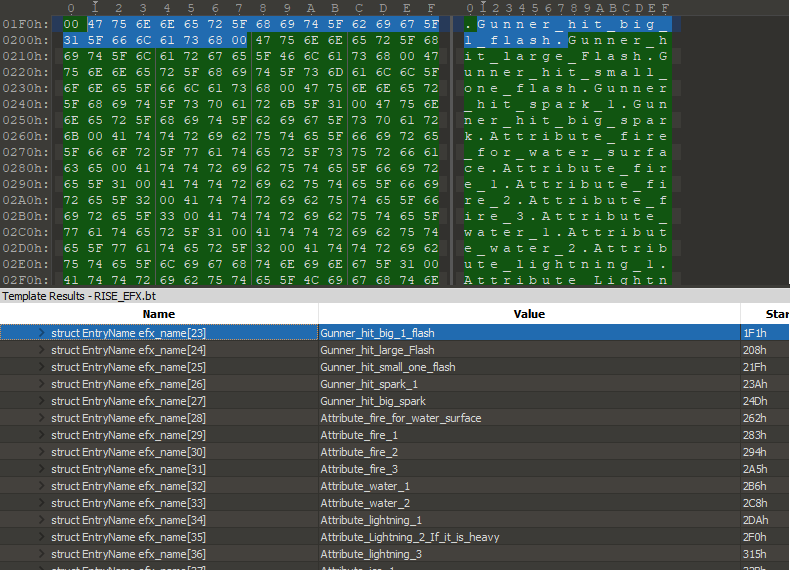 0 1 2 3 4 5 6 7 8 9 A B C D E F 0123456789ABCDEF
01F0h: 00 47 75 6E 6E 65 72 5F 68 69 74 5F 62 69 67 5F .Gunner_hit_big_
0200h: 31 5F 66 6C 61 73 68 00 47 75 6E 6E 65 72 5F 68 1_flash.Gunner_h
0210h: 69 74 5F 6C 61 72 67 65 5F 46 6C 61 73 68 00 47 it_large_Flash.G
0220h: 75 6E 6E 65 72 5F 68 69 74 5F 73 6D 61 6C 6C 5F unner_hit_small_
0230h: 6F 6E 65 5F 66 6C 61 73 68 00 47 75 6E 6E 65 72 one_flash.Gunner
0240h: 5F 68 69 74 5F 73 70 61 72 6B 5F 31 00 47 75 6E _hit_spark_1.Gun
0250h: 6E 65 72 5F 68 69 74 5F 62 69 67 5F 73 70 61 72 ner_hit_big_spar
0260h: 6B 00 41 74 74 72 69 62 75 74 65 5F 66 69 72 65 k.Attribute_fire
0270h: 5F 66 6F 72 5F 77 61 74 65 72 5F 73 75 72 66 61 _for_water_surfa
0280h: 63 65 00 41 74 74 72 69 62 75 74 65 5F 66 69 72 ce.Attribute_fir
0290h: 65 5F 31 00 41 74 74 72 69 62 75 74 65 5F 66 69 e_1.Attribute_fi
02A0h: 72 65 5F 32 00 41 74 74 72 69 62 75 74 65 5F 66 re_2.Attribute_f
02B0h: 69 72 65 5F 33 00 41 74 74 72 69 62 75 74 65 5F ire_3.Attribute_
02C0h: 77 61 74 65 72 5F 31 00 41 74 74 72 69 62 75 74 water_1.Attribut
02D0h: 65 5F 77 61 74 65 72 5F 32 00 41 74 74 72 69 62 e_water_2.Attrib
02E0h: 75 74 65 5F 6C 69 67 68 74 6E 69 6E 67 5F 31 00 ute_lightning_1.
02F0h: 41 74 74 72 69 62 75 74 65 5F 4C 69 67 68 74 6E Attribute_Lightn
Template Results - RISE_EFX.bt
Name Value Star
struct EntryName efx_name[23] Gunner_hit_big_1_flash 1F1h
struct EntryName efx_name[24] Gunner_hit_large_Flash 208h
struct EntryName efx_name[25] Gunner_hit_small_one_flash 21Fh
struct EntryName efx_name[26] Gunner_hit_spark_1 23Ah
struct EntryName efx_name[27] Gunner_hit_big_spark 24Dh
struct EntryName efx_name[28] Attribute_fire_for_water_surface 262h
struct EntryName efx_name[29] Attribute_fire_1 283h
struct EntryName efx_name[30] Attribute_fire_2 294h
struct EntryName efx_name[31] Attribute_fire_3 2A5h
struct EntryName efx_name[32] Attribute_water_1 2B6h
struct EntryName efx_name[33] Attribute_water_2 2C8h
struct EntryName efx_name[34] Attribute_lightning_1 2DAh
struct EntryName efx_name[35] Attribute_Lightning_2_If_it_is_heavy 2F0h
struct EntryName efx_name[36] Attribute_lightning_3 315h